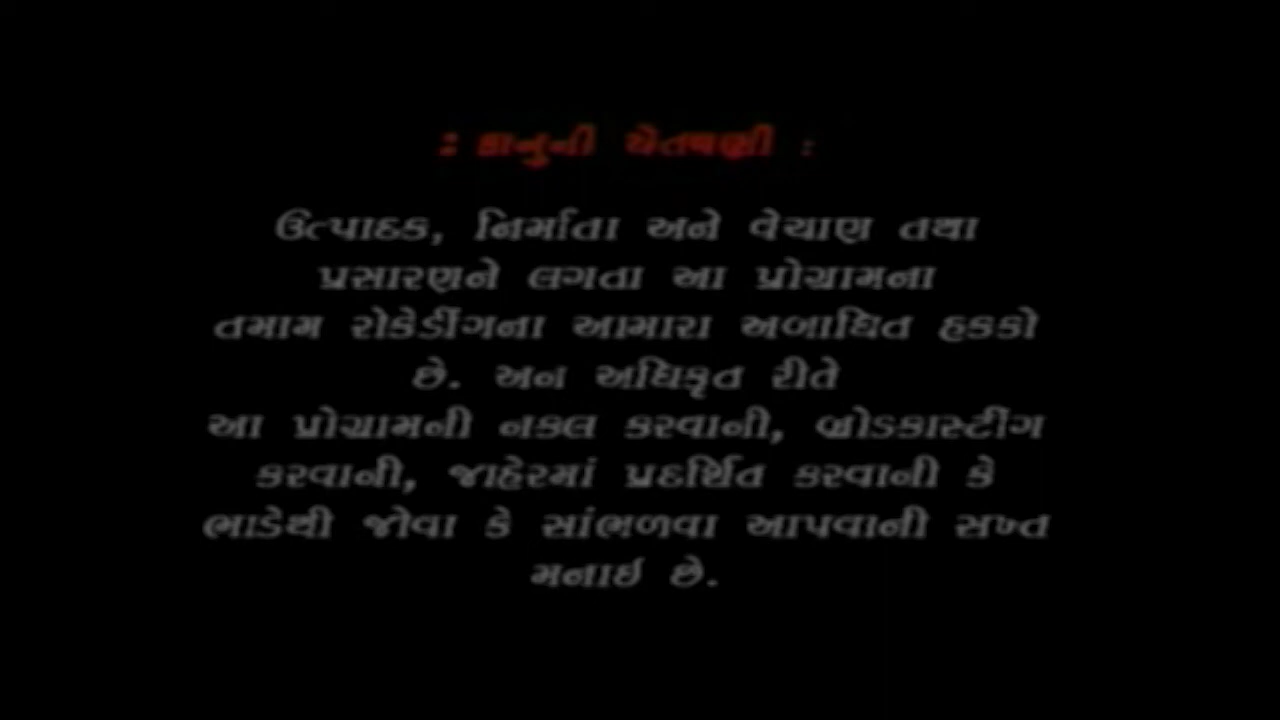 : કાનુની ચેતવણી :
ઉત્પાદક, નિર્માતા અને વેચાણ તથા
પ્રસારણને લગતા આ પ્રોગ્રામના
તમામ રોકેર્ડીંગના આમારા અબાધિત હકકો
છે. અન અધિકૃત રીતે
આ પ્રોગ્રામની નકલ કરવાની, બ્રોડકાસ્ટીંગ
કરવાની, જાહેરમાં પ્રદર્શિત કરવાની કે
ભાડેથી જોવા કે સાંભળવા આપવાની સખ્ત
મનાઇ છે.